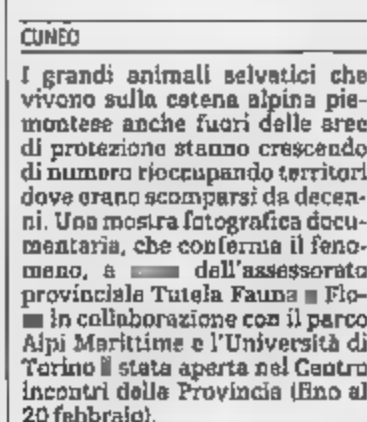 CUNEO
I grandi animali selvatici che
vivono sulla catena alpina pie-
montese anche fuori delle aree
di protezione stanno crescendo
di numero rioccupando territori
dove erano scomparsi da decen-
ni. Una mostra fotografica docu-
mentaria, che conferma il feno-
meno, a dell'assessorato
provinciale Tutela Fauna Flo-
in collaborazione con il parco
Alpi Marittime e l'Università di
Torino stata aperta nel Centro
incontri della Provincia (fino al
20 febbraio).